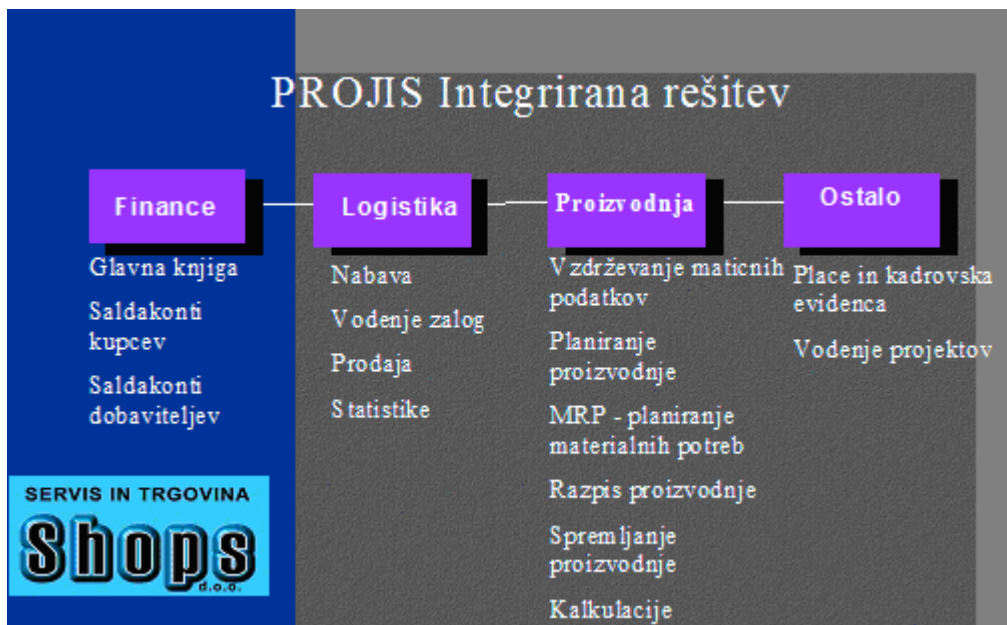 PROJIS Integrirana rešitev
Finance
Glavna knjiga
Saldakonti
kupcev
Saldakonti
dobaviteljev
Logistika
Nabava
Vodenje zalog
Prodaja
Statistike
Proizvodnja
Vzdrževanje maticnih
podatkov
Planiranje
proizvodnje
MRP - planiranje
materialnih potreb
Razpis proizvodnje
Spremljanje
proizvodnje
Kalkulacije
Ostalo
Place in kadrovska
evidenca
Vodenje projektov
SERVIS IN TRGOVINA
Shops
d.o.o.